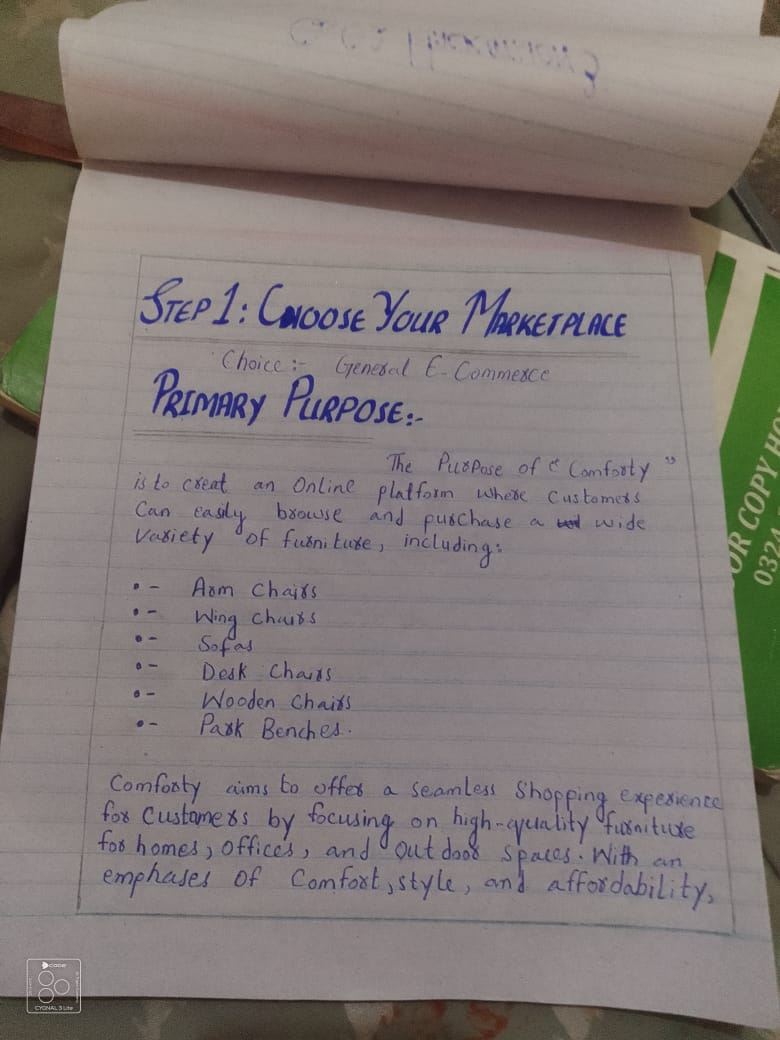 STEP 1: CHOOSE YOUR MARKETPLACE
Choice :- General E-Commerce
PRIMARY PURPOSE:-
The Purpose of "Comforty"
is to creat an Online platform where Customers
Can easily browse and purchase a wide
Variety of furniture, including:
•- Arm Chairs
•- Wing Chairs
•- Sofas
•- Desk Chairs
•- Wooden Chairs
•- Park Benches.
Comforty aims to offer a seamless Shopping experience
for Customers by focusing on high-quality furniture
for homes, offices, and outdoor spaces. With an
emphases of Comfort, style, and affordability,
OR COPY HO
0324
CODE
CYGNAL 3 Lite